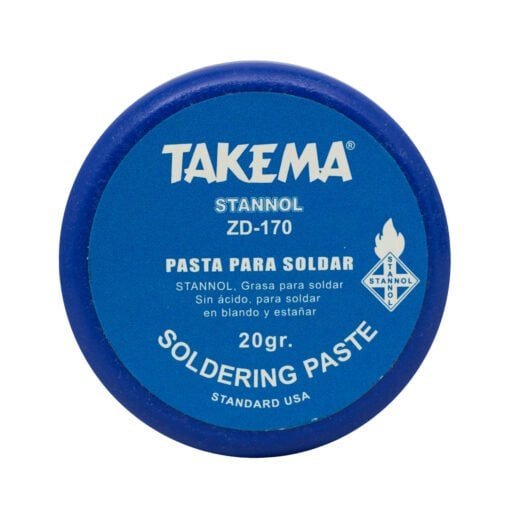 TAKEMA®
STANNOL
ZD-170
PASTA PARA SOLDAR
STANNOL, Grasa para soldar
Sin ácido, para soldar
en blando y estañar
20gr.
SOLDERING PASTE
STANDARD USA
STANNOL
STANNOL